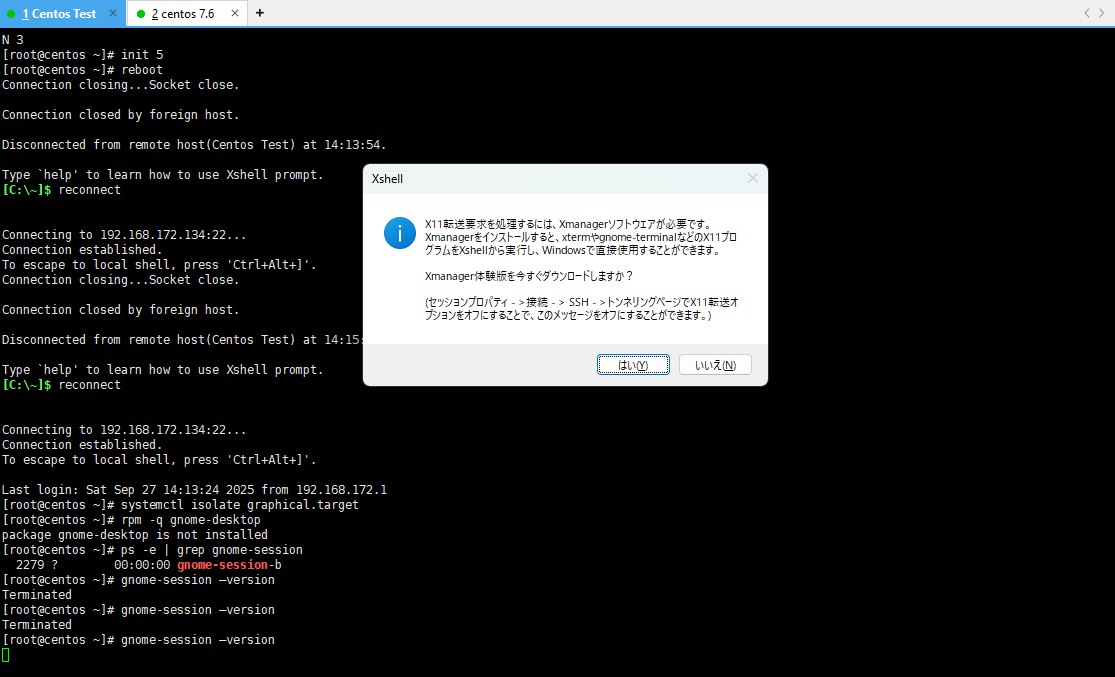 1 Centos Test × 2 centos 7.6 × +
N 3
[root@centos ~]# init 5
[root@centos ~]# reboot
Connection closing...Socket close.
Connection closed by foreign host.
Disconnected from remote host(Centos Test) at 14:13:54.
Type `help' to learn how to use Xshell prompt.
[C:\~]$ reconnect
Connecting to 192.168.172.134:22...
Connection established.
To escape to local shell, press 'Ctrl+Alt+]'.
Connection closing...Socket close.
Connection closed by foreign host.
Disconnected from remote host(Centos Test) at 14:15:
Type `help' to learn how to use Xshell prompt.
[C:\~]$ reconnect
Connecting to 192.168.172.134:22...
Connection established.
To escape to local shell, press 'Ctrl+Alt+]'.
Last login: Sat Sep 27 14:13:24 2025 from 192.168.172.1
[root@centos ~]# systemctl isolate graphical.target
[root@centos ~]# rpm -q gnome-desktop
package gnome-desktop is not installed
[root@centos ~]# ps -e | grep gnome-session
2279 ? 00:00:00 gnome-session-b
[root@centos ~]# gnome-session —version
Terminated
[root@centos ~]# gnome-session —version
Terminated
[root@centos ~]# gnome-session —version
Xshell
X11転送要求を処理するには、Xmanagerソフトウェアが必要です。
Xmanagerをインストールすると、xtermやgnome-terminalなどのX11プロ
グラムをXshellから実行し、Windowsで直接使用することができます。
Xmanager体験版を今すぐダウンロードしますか？
(セッションプロパティ - > 接続 - > SSH - > トンネリングページでX11転送オ
プションをオフにすることで、このメッセージをオフにすることができます。)
はい(Y) いいえ(N)